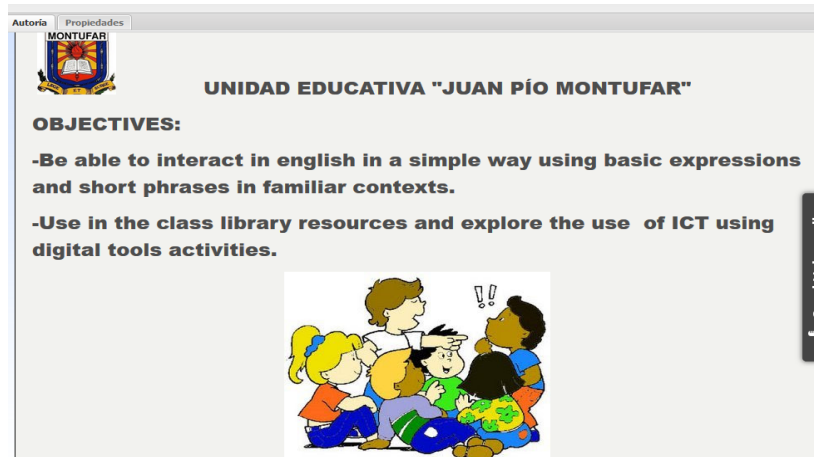 Autoría Propiedades
MONTUFAR
UNIDAD EDUCATIVA "JUAN PÍO MONTUFAR"
OBJECTIVES:
-Be able to interact in english in a simple way using basic expressions
and short phrases in familiar contexts.
-Use in the class library resources and explore the use of ICT using
digital tools activities.
!!